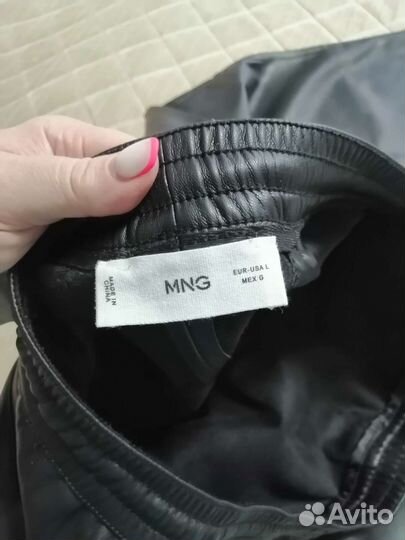 MADE IN
CHINA
MNG
EUR-USA L
MEX G
Avito